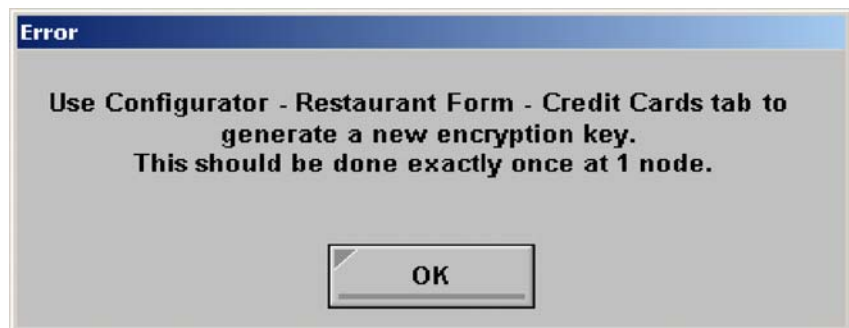 Error
Use Configurator - Restaurant Form - Credit Cards tab to
generate a new encryption key.
This should be done exactly once at 1 node.
OK